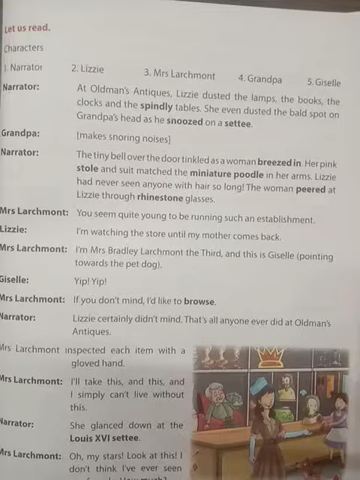 Let us read.
Characters
1. Narrator 2. Lizzie 3. Mrs Larchmont 4. Grandpa 5. Giselle
Narrator: At Oldman's Antiques, Lizzie dusted the lamps, the books, the
clocks and the spindly tables. She even dusted the bald spot on
Grandpa's head as he snoozed on a settee.
Grandpa: [makes snoring noises]
Narrator: The tiny bell over the door tinkled as a woman breezed in. Her pink
stole and suit matched the miniature poodle in her arms. Lizzie
had never seen anyone with hair so long! The woman peered at
Lizzie through rhinestone glasses.
Mrs Larchmont: You seem quite young to be running such an establishment.
Lizzie: I'm watching the store until my mother comes back.
Mrs Larchmont: I'm Mrs Bradley Larchmont the Third, and this is Giselle (pointing
towards the pet dog).
Giselle: Yip! Yip!
Mrs Larchmont: If you don't mind, I'd like to browse.
Narrator: Lizzie certainly didn't mind. That's all anyone ever did at Oldman's
Antiques.
Mrs Larchmont inspected each item with a
gloved hand.
Mrs Larchmont: I'll take this, and this, and
I simply can't live without
this.
Narrator: She glanced down at the
Louis XVI settee.
Mrs Larchmont: Oh, my stars! Look at this! I
don't think I've ever seen